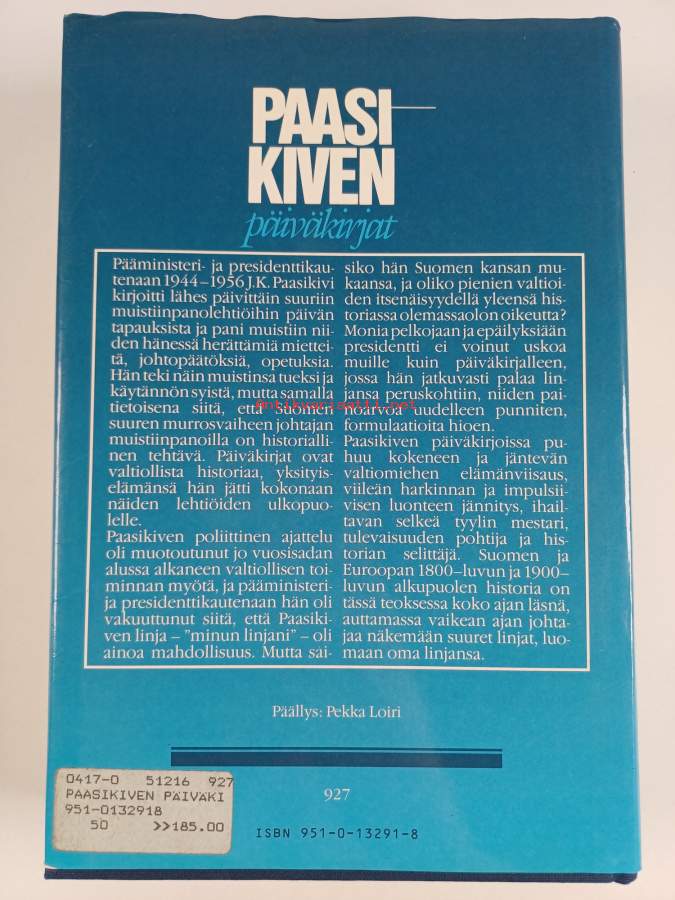 PAASI
KIVEN
päiväkirjat
Pääministeri- ja presidenttikau-
tenaan 1944–1956 J.K. Paasikivi
kirjoitti lähes päivittäin suuriin
muistiinpanolehtiöihin päivän
tapauksista ja pani muistiin nii-
den hänessä herättämiä mietteitä-
tä, johtopäätöksiä, opetuksia.
Hän teki näin muistinsa tueksi ja
käytännön syistä, mutta samalla
tietoisena siitä, että Suomen
suuren murrosvaiheen johtajan
muistiinpanoilla on historialli-
nen tehtävä. Päiväkirjat ovat
valtiollista historiaa, yksityis-
elämänsä hän jätti kokonaan
näiden lehtiöiden ulkopuo-
lelle.
Paasikiven poliittinen ajattelu
oli muotoutunut jo vuosisadan
alussa alkaneen valtiollisen toi-
minnan myötä, ja pääministeri-
ja presidenttikautenaan hän oli
vakuuttunut siitä, että Paasiki-
ven linja – "minun linjani" – oli
ainoa mahdollisuus. Mutta sai-
siko hän Suomen kansan mu-
kaansa, ja oliko pienien valtioi-
den itsenäisyydellä yleensä his-
toriassa olemassaolon oikeutta?
Monia pelkojaan ja epäilyksiään
presidentti ei voinut uskoa
muille kuin päiväkirjalleen,
jossa hän jatkuvasti palaa lin-
jansa peruskohtiin, niiden pai-
noarvoa uudelleen punniten,
formulaatioita hioen.
Paasikiven päiväkirjoissa pu-
huu kokeneen ja jäntevän
valtiomiehen elämänviisaus,
viileän harkinnan ja impulsii-
visen luonteen jännitys, ihail-
tavan selkeä tyylin mestari,
tulevaisuuden pohtija ja his-
torian selittäjä. Suomen ja
Euroopan 1800–luvun ja 1900–
luvun alkupuolen historia on
tässä teoksessa koko ajan läsnä,
auttamassa vaikean ajan johta-
jaa näkemään suuret linjat, luo-
maan oma linjansa.
antikvariaatti.net
Päällys: Pekka Loiri
0417-0 51216 927
PAASIKIVEN PÄIVÄKI
951-0132918
50 >>185.00
927
ISBN 951-0-13291-8